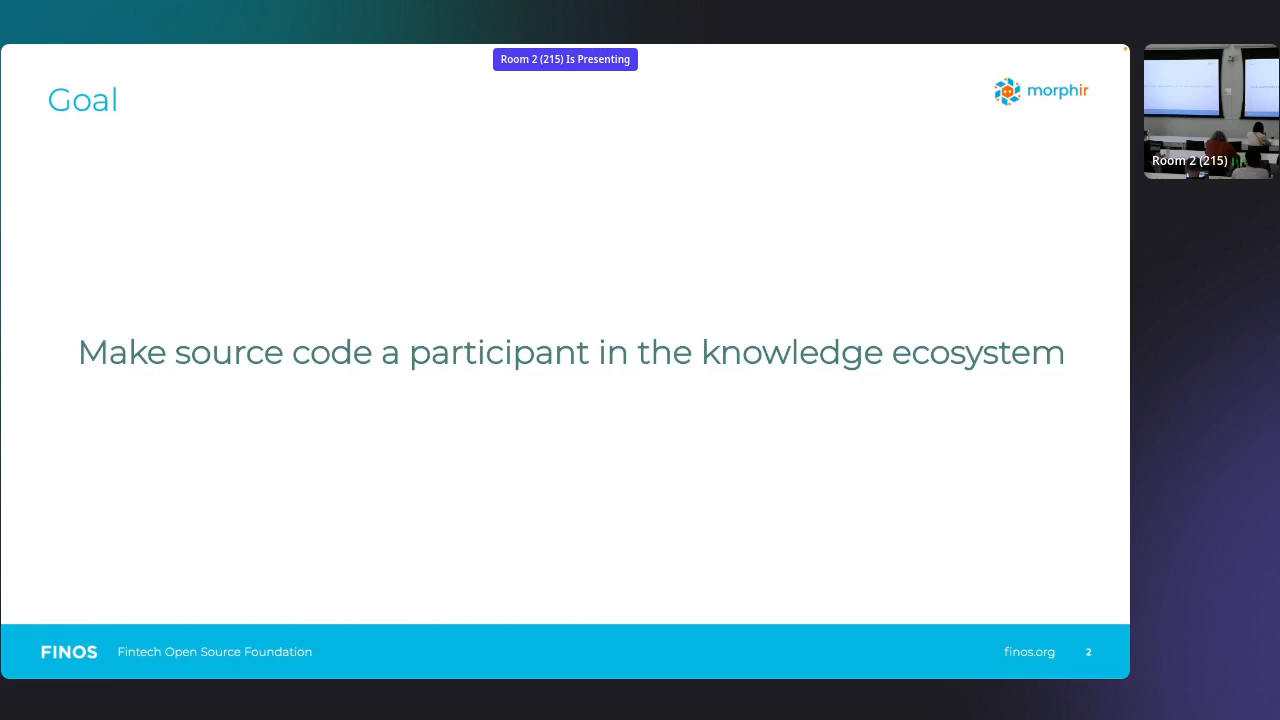 Room 2 (215) Is Presenting
Goal
morphir
Room 2 (215)
Make source code a participant in the knowledge ecosystem
FINOS Fintech Open Source Foundation finos.org 2